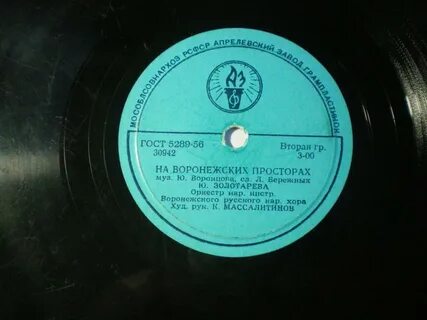 МОСОБЛСОВНАРХОЗ РСФСР АПРЕЛЕВСКИЙ ЗАВОД ГРАМПЛАСТИНОК
АЗ
ГОСТ 5289-56
30942
Вторая гр.
3-00
НА ВОРОНЕЖСКИХ ПРОСТОРАХ
муз. Ю. Воронцова, сл. Л. Бережных
Ю. ЗОЛОТАРЕВА
Оркестр нар. инстр.
Воронежского русского нар. хора
Худ. рук. К. МАССАЛИТИНОВ